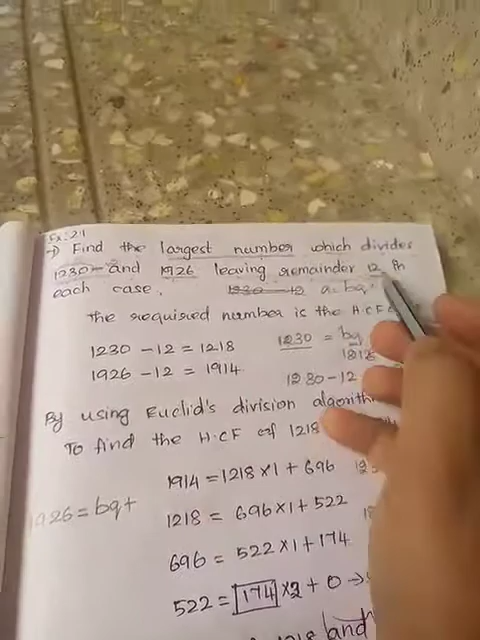 Ex: 2.1
→) Find the largest number which divides
1230 and 1926 leaving remainder 12 in
each case. 1230 - 12 a = bq
The required number is the H.C.F
1230 - 12 = 1218 1230 = bq
1926 - 12 = 1914
1230 - 12
By using Euclid's division algorith
To find the H.C.F of 1218
1914 = 1218 × 1 + 696
1926 = bq +
1218 = 696 × 1 + 522
696 = 522 × 1 + 174
522 = 174 × 3 + 0 →
and